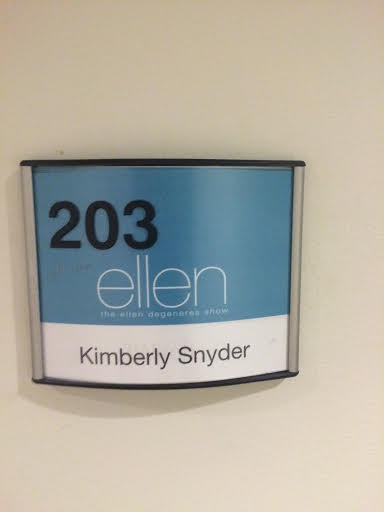 203
ellen
the ellen degeneres show
Kimberly Snyder